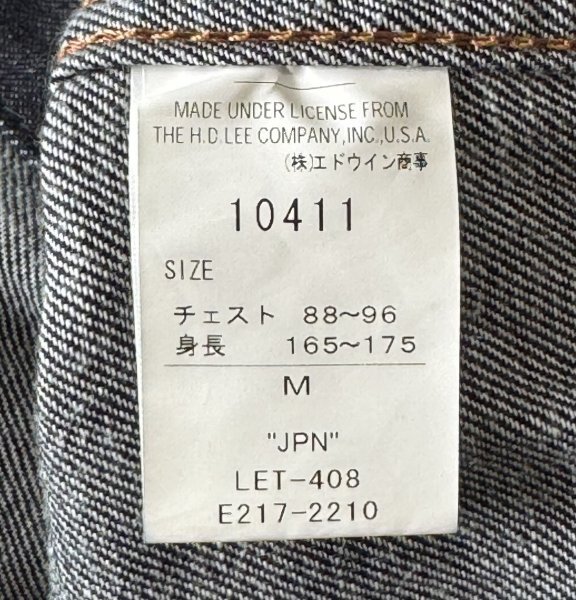 MADE UNDER LICENSE FROM
THE H.D. LEE COMPANY, INC., U.S.A.
(株)エドウイン商事
10411
SIZE
チェスト 88～96
身長 165～175
M
"JPN"
LET-408
E217-2210